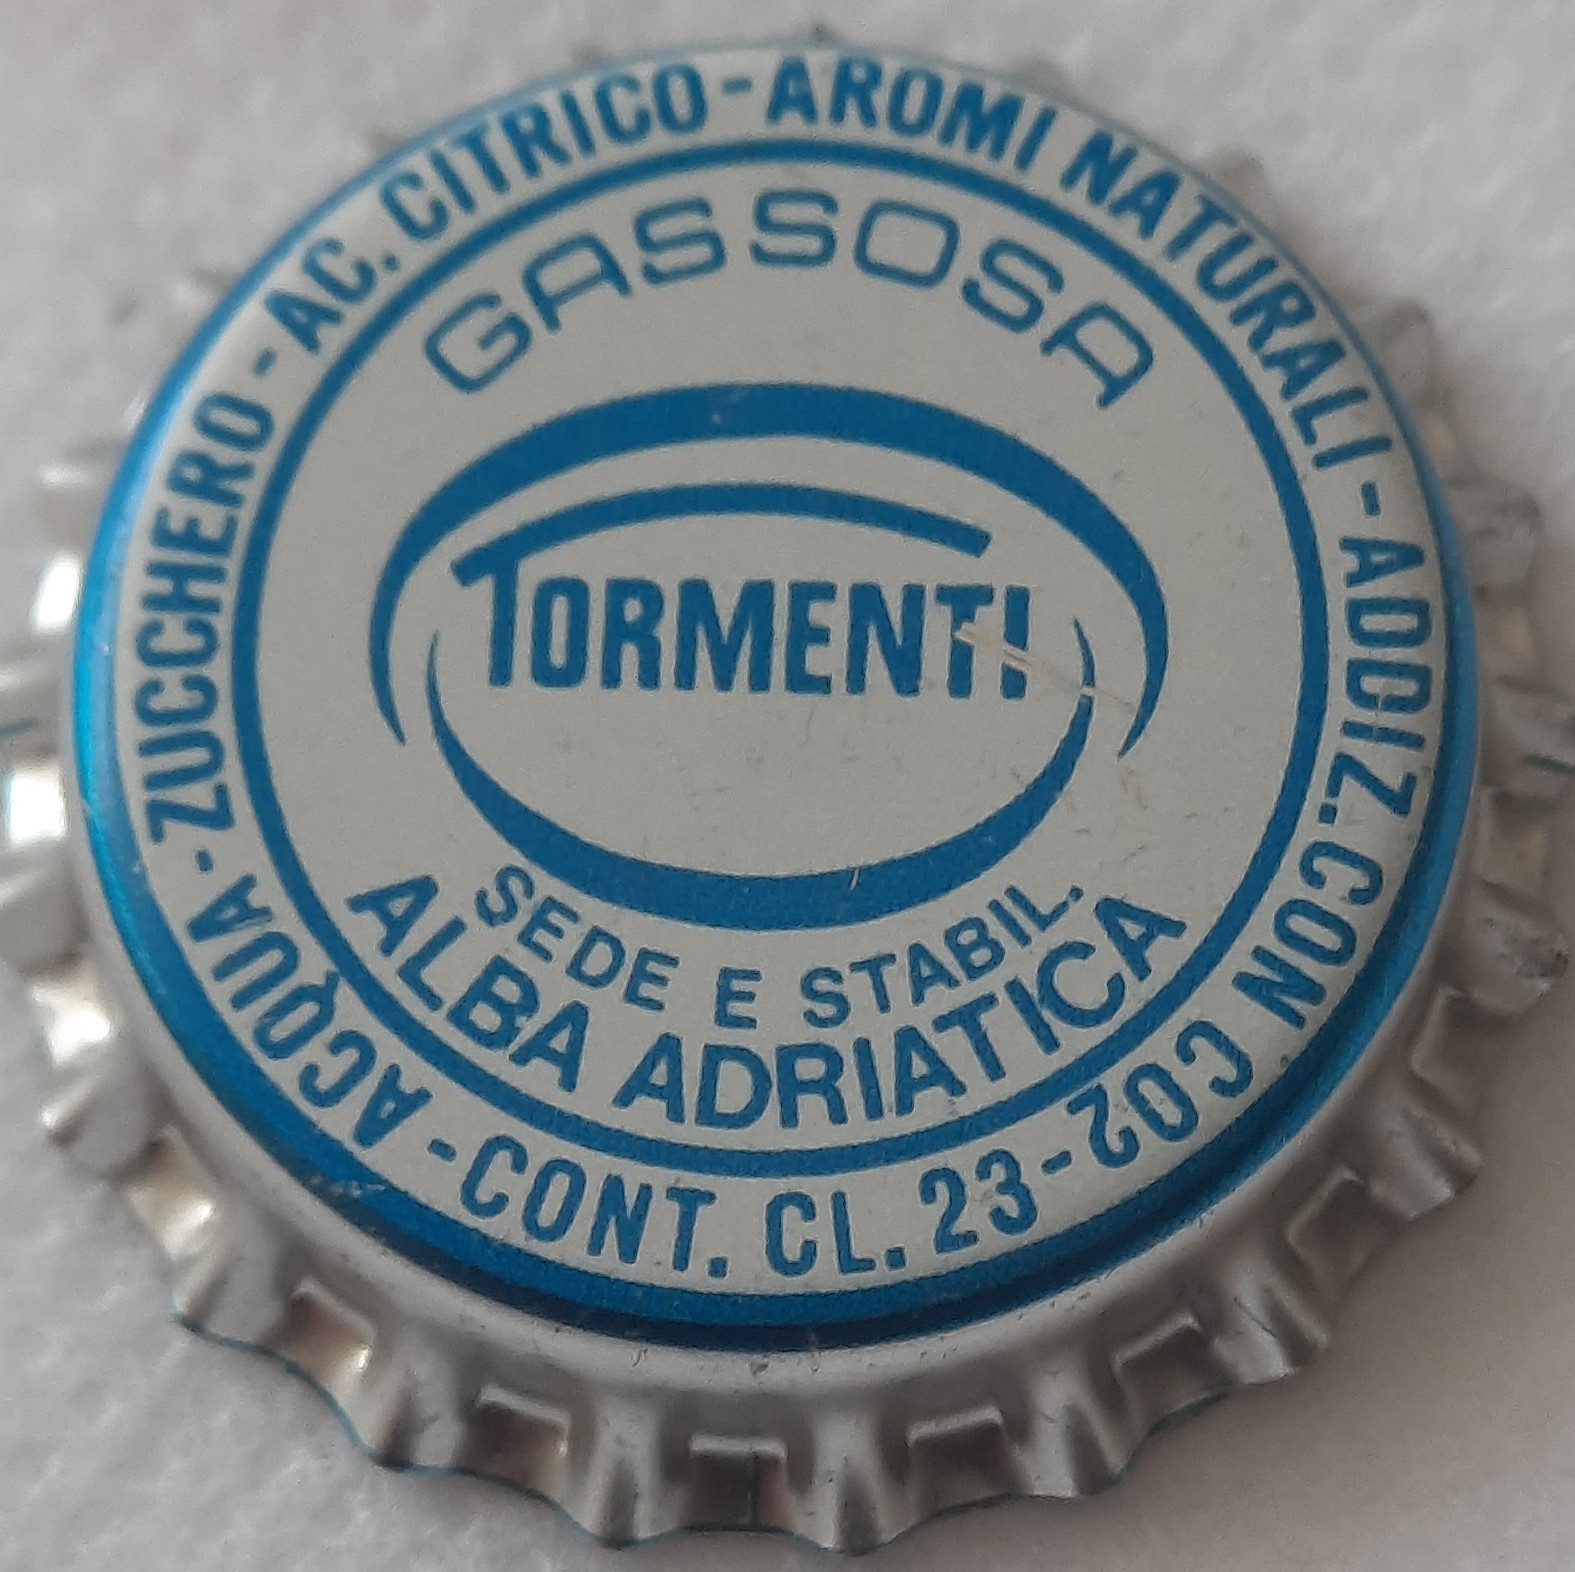 ACQUA - ZUCCHERO - AC. CITRICO - AROMI NATURALI - ADDIZ. CON CO2
GASSOSA
TORMENTI
SEDE E STABIL.
ALBA ADRIATICA
- CONT. CL. 23 -